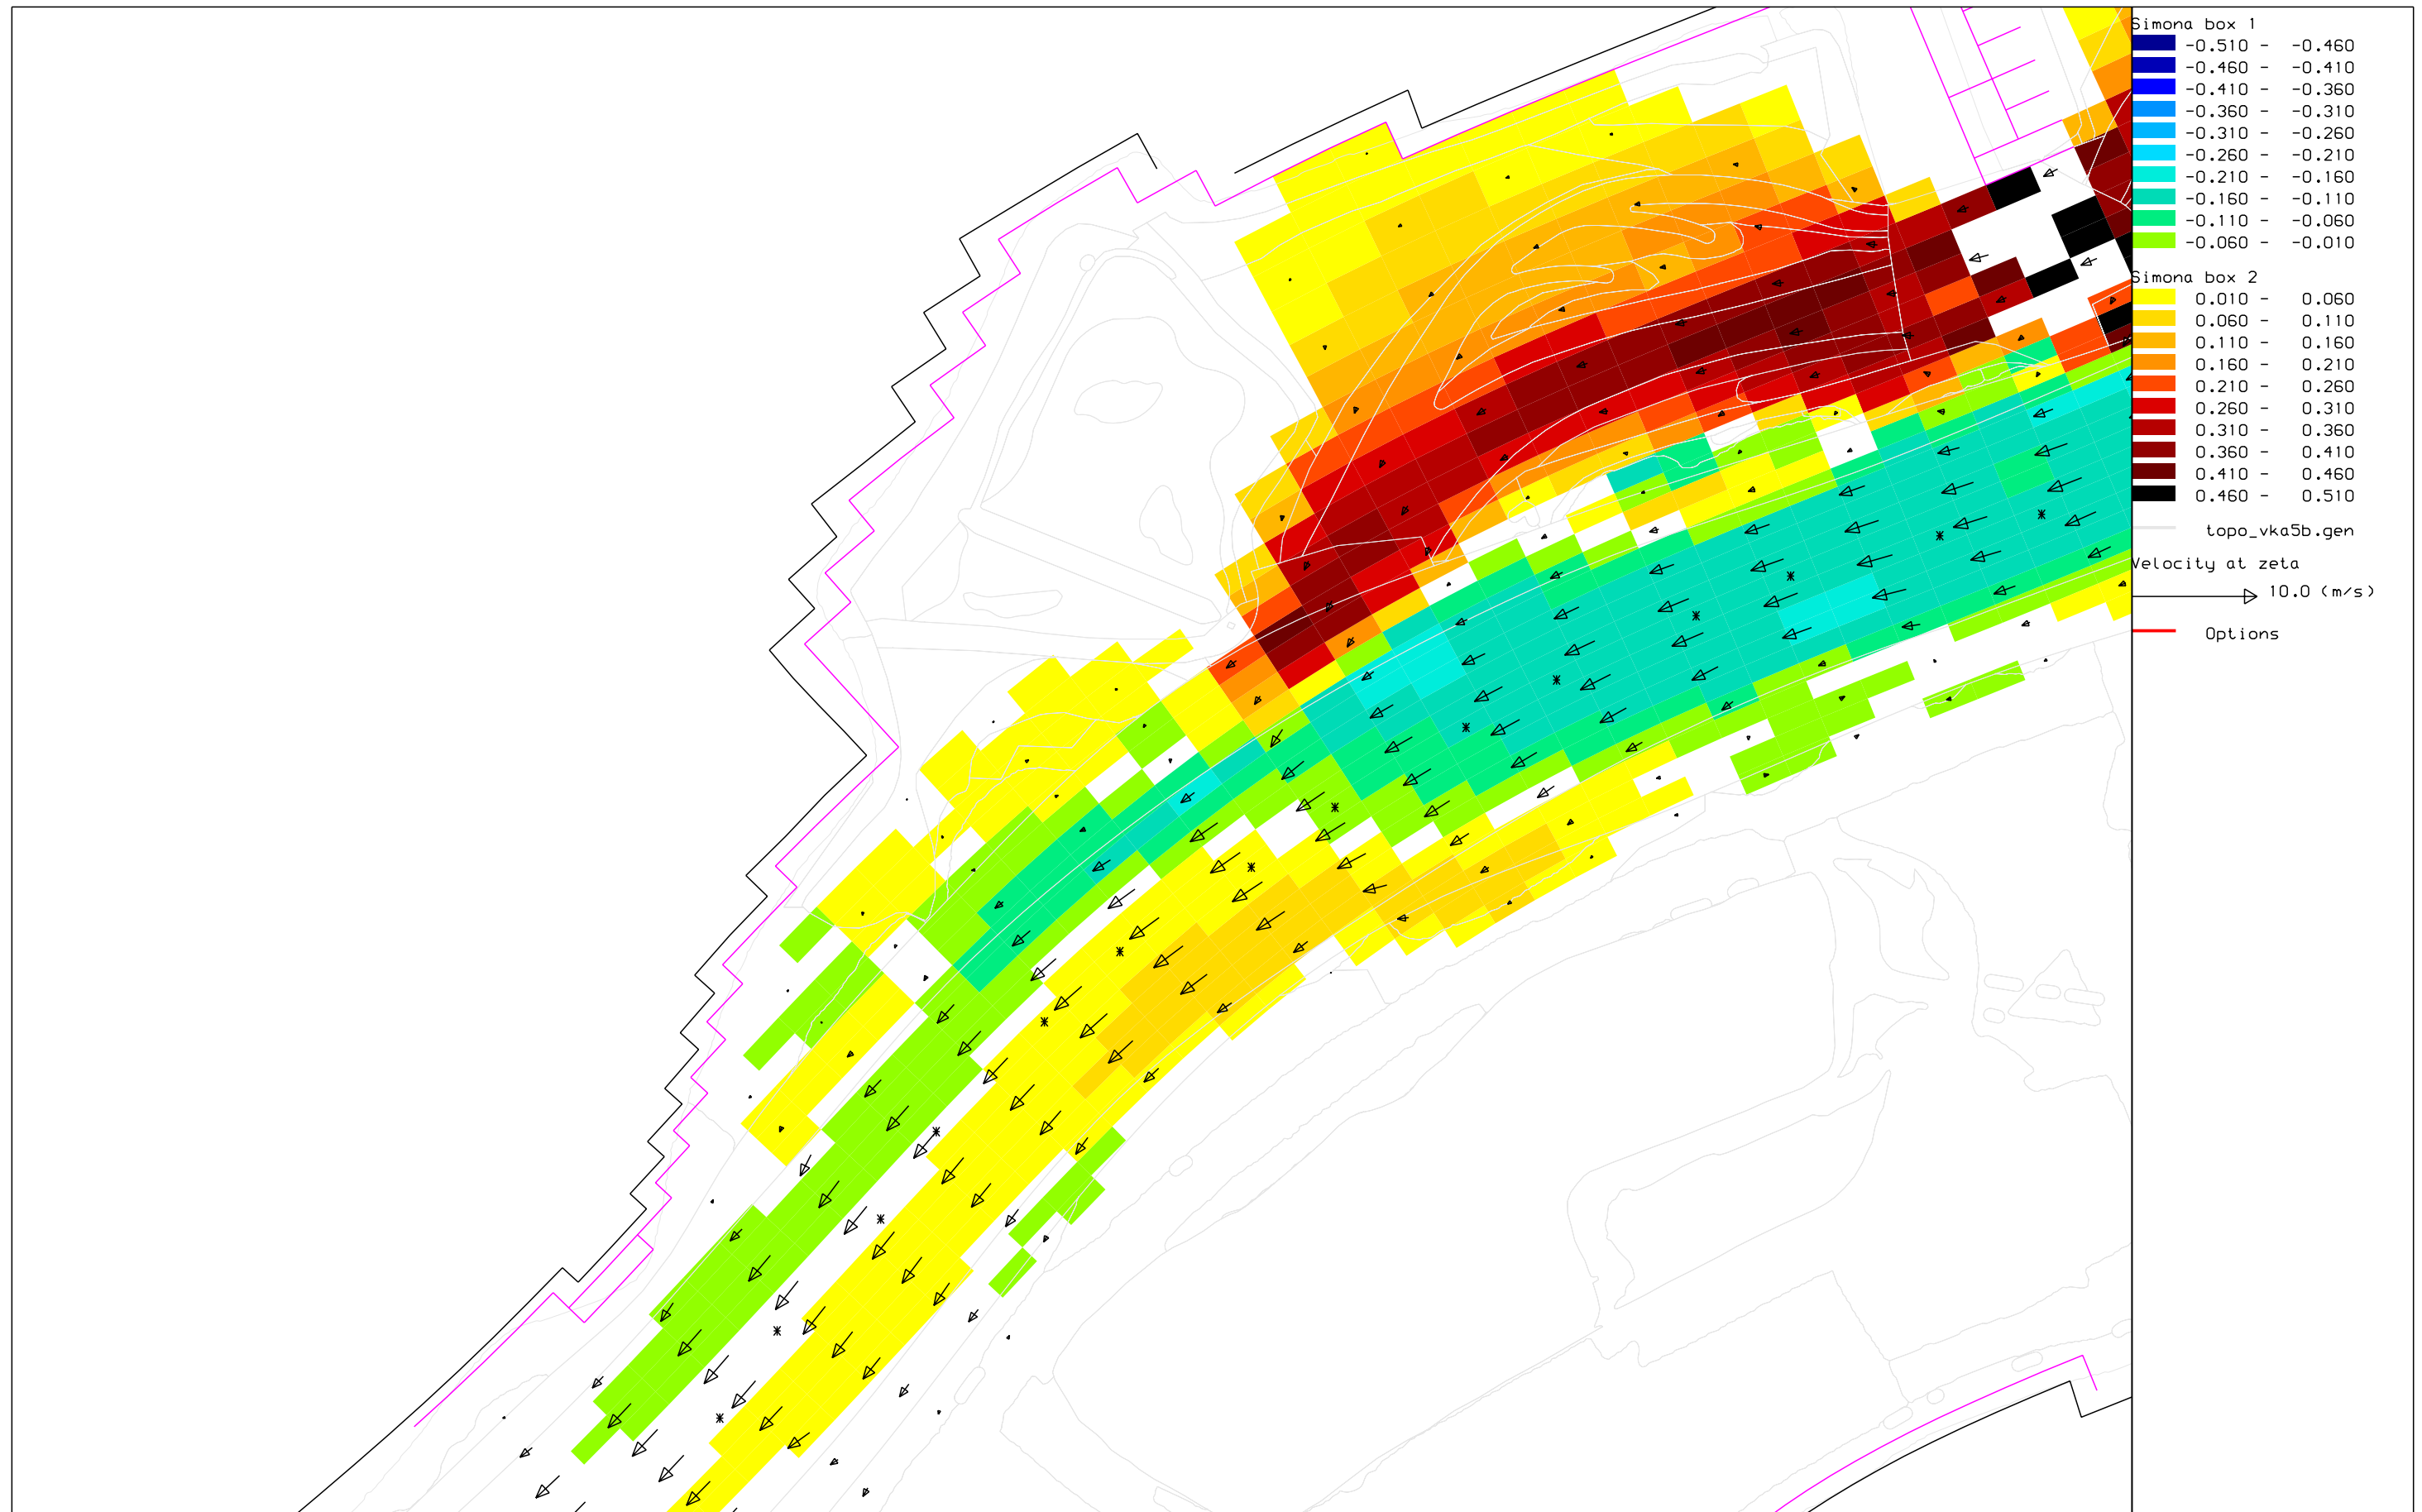 Simona box 1
-0.510 - -0.460
-0.460 - -0.410
-0.410 - -0.360
-0.360 - -0.310
-0.310 - -0.260
-0.260 - -0.210
-0.210 - -0.160
-0.160 - -0.110
-0.110 - -0.060
-0.060 - -0.010
Simona box 2
0.010 - 0.060
0.060 - 0.110
0.110 - 0.160
0.160 - 0.210
0.210 - 0.260
0.260 - 0.310
0.310 - 0.360
0.360 - 0.410
0.410 - 0.460
0.460 - 0.510
topo_vka5b.gen
Velocity at zeta
10.0 (m/s)
Options